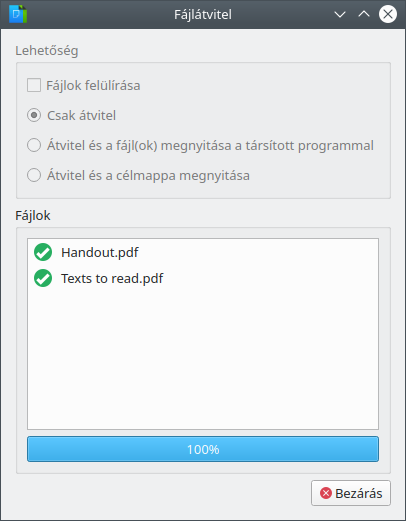 Fájlátvitel
Lehetőség
Fájlok felülírása
Csak átvitel
Átvitel és a fájl(ok) megnyitása a társított programmal
Átvitel és a célmappa megnyitása
Fájlok
Handout.pdf
Texts to read.pdf
100%
Bezárás